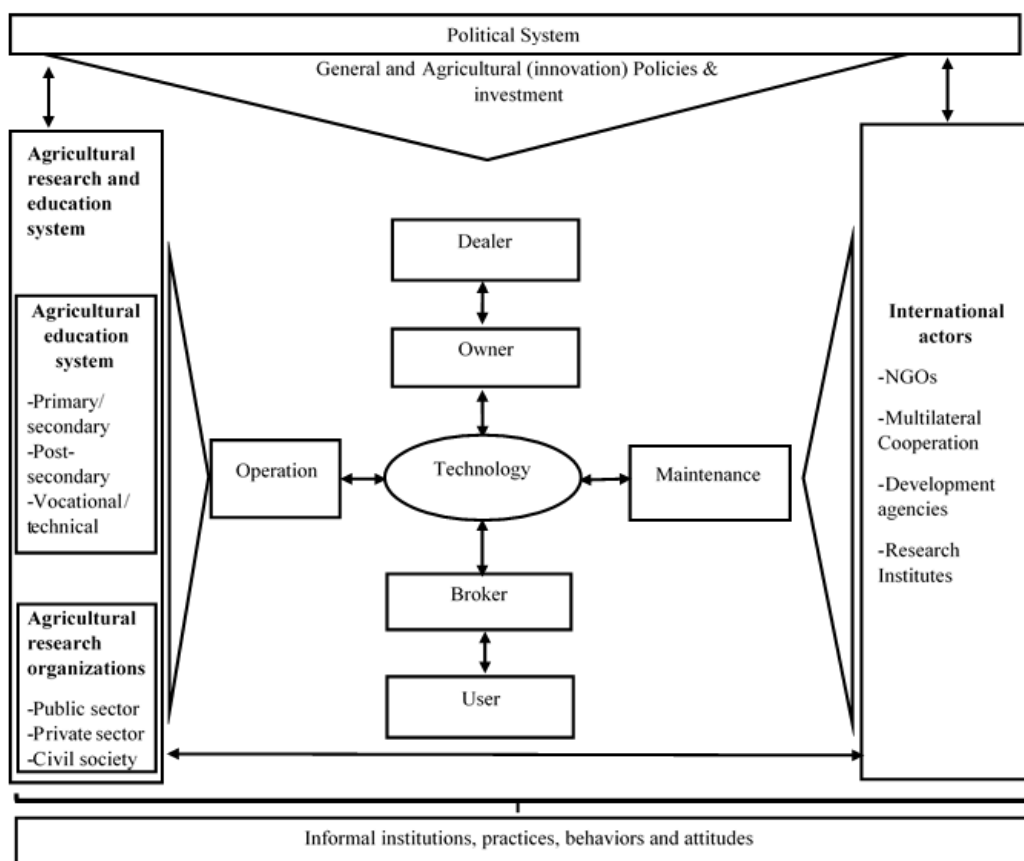 Political System
General and Agricultural (innovation) Policies &
investment
Agricultural
research and
education
system
Agricultural
education
system
-Primary/
secondary
-Post-
secondary
-Vocational/
technical
Agricultural
research
organizations
-Public sector
-Private sector
-Civil society
Dealer
Owner
Operation
Technology
Maintenance
Broker
User
International
actors
-NGOs
-Multilateral
Cooperation
-Development
agencies
-Research
Institutes
Informal institutions, practices, behaviors and attitudes